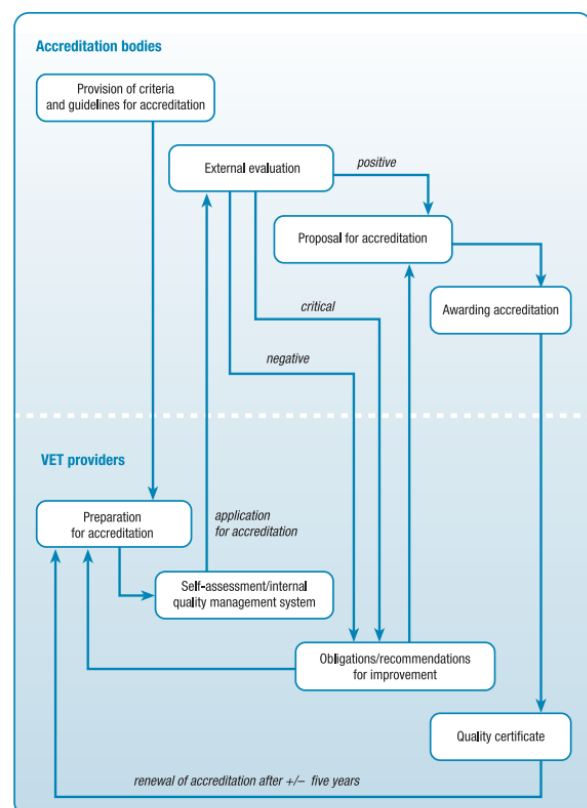 Accreditation bodies
Provision of criteria
and guidelines for accreditation
External evaluation
positive
Proposal for accreditation
Awarding accreditation
critical
negative
VET providers
Preparation
for accreditation
application
for accreditation
Self-assessment/internal
quality management system
Obligations/recommendations
for improvement
Quality certificate
renewal of accreditation after +/– five years